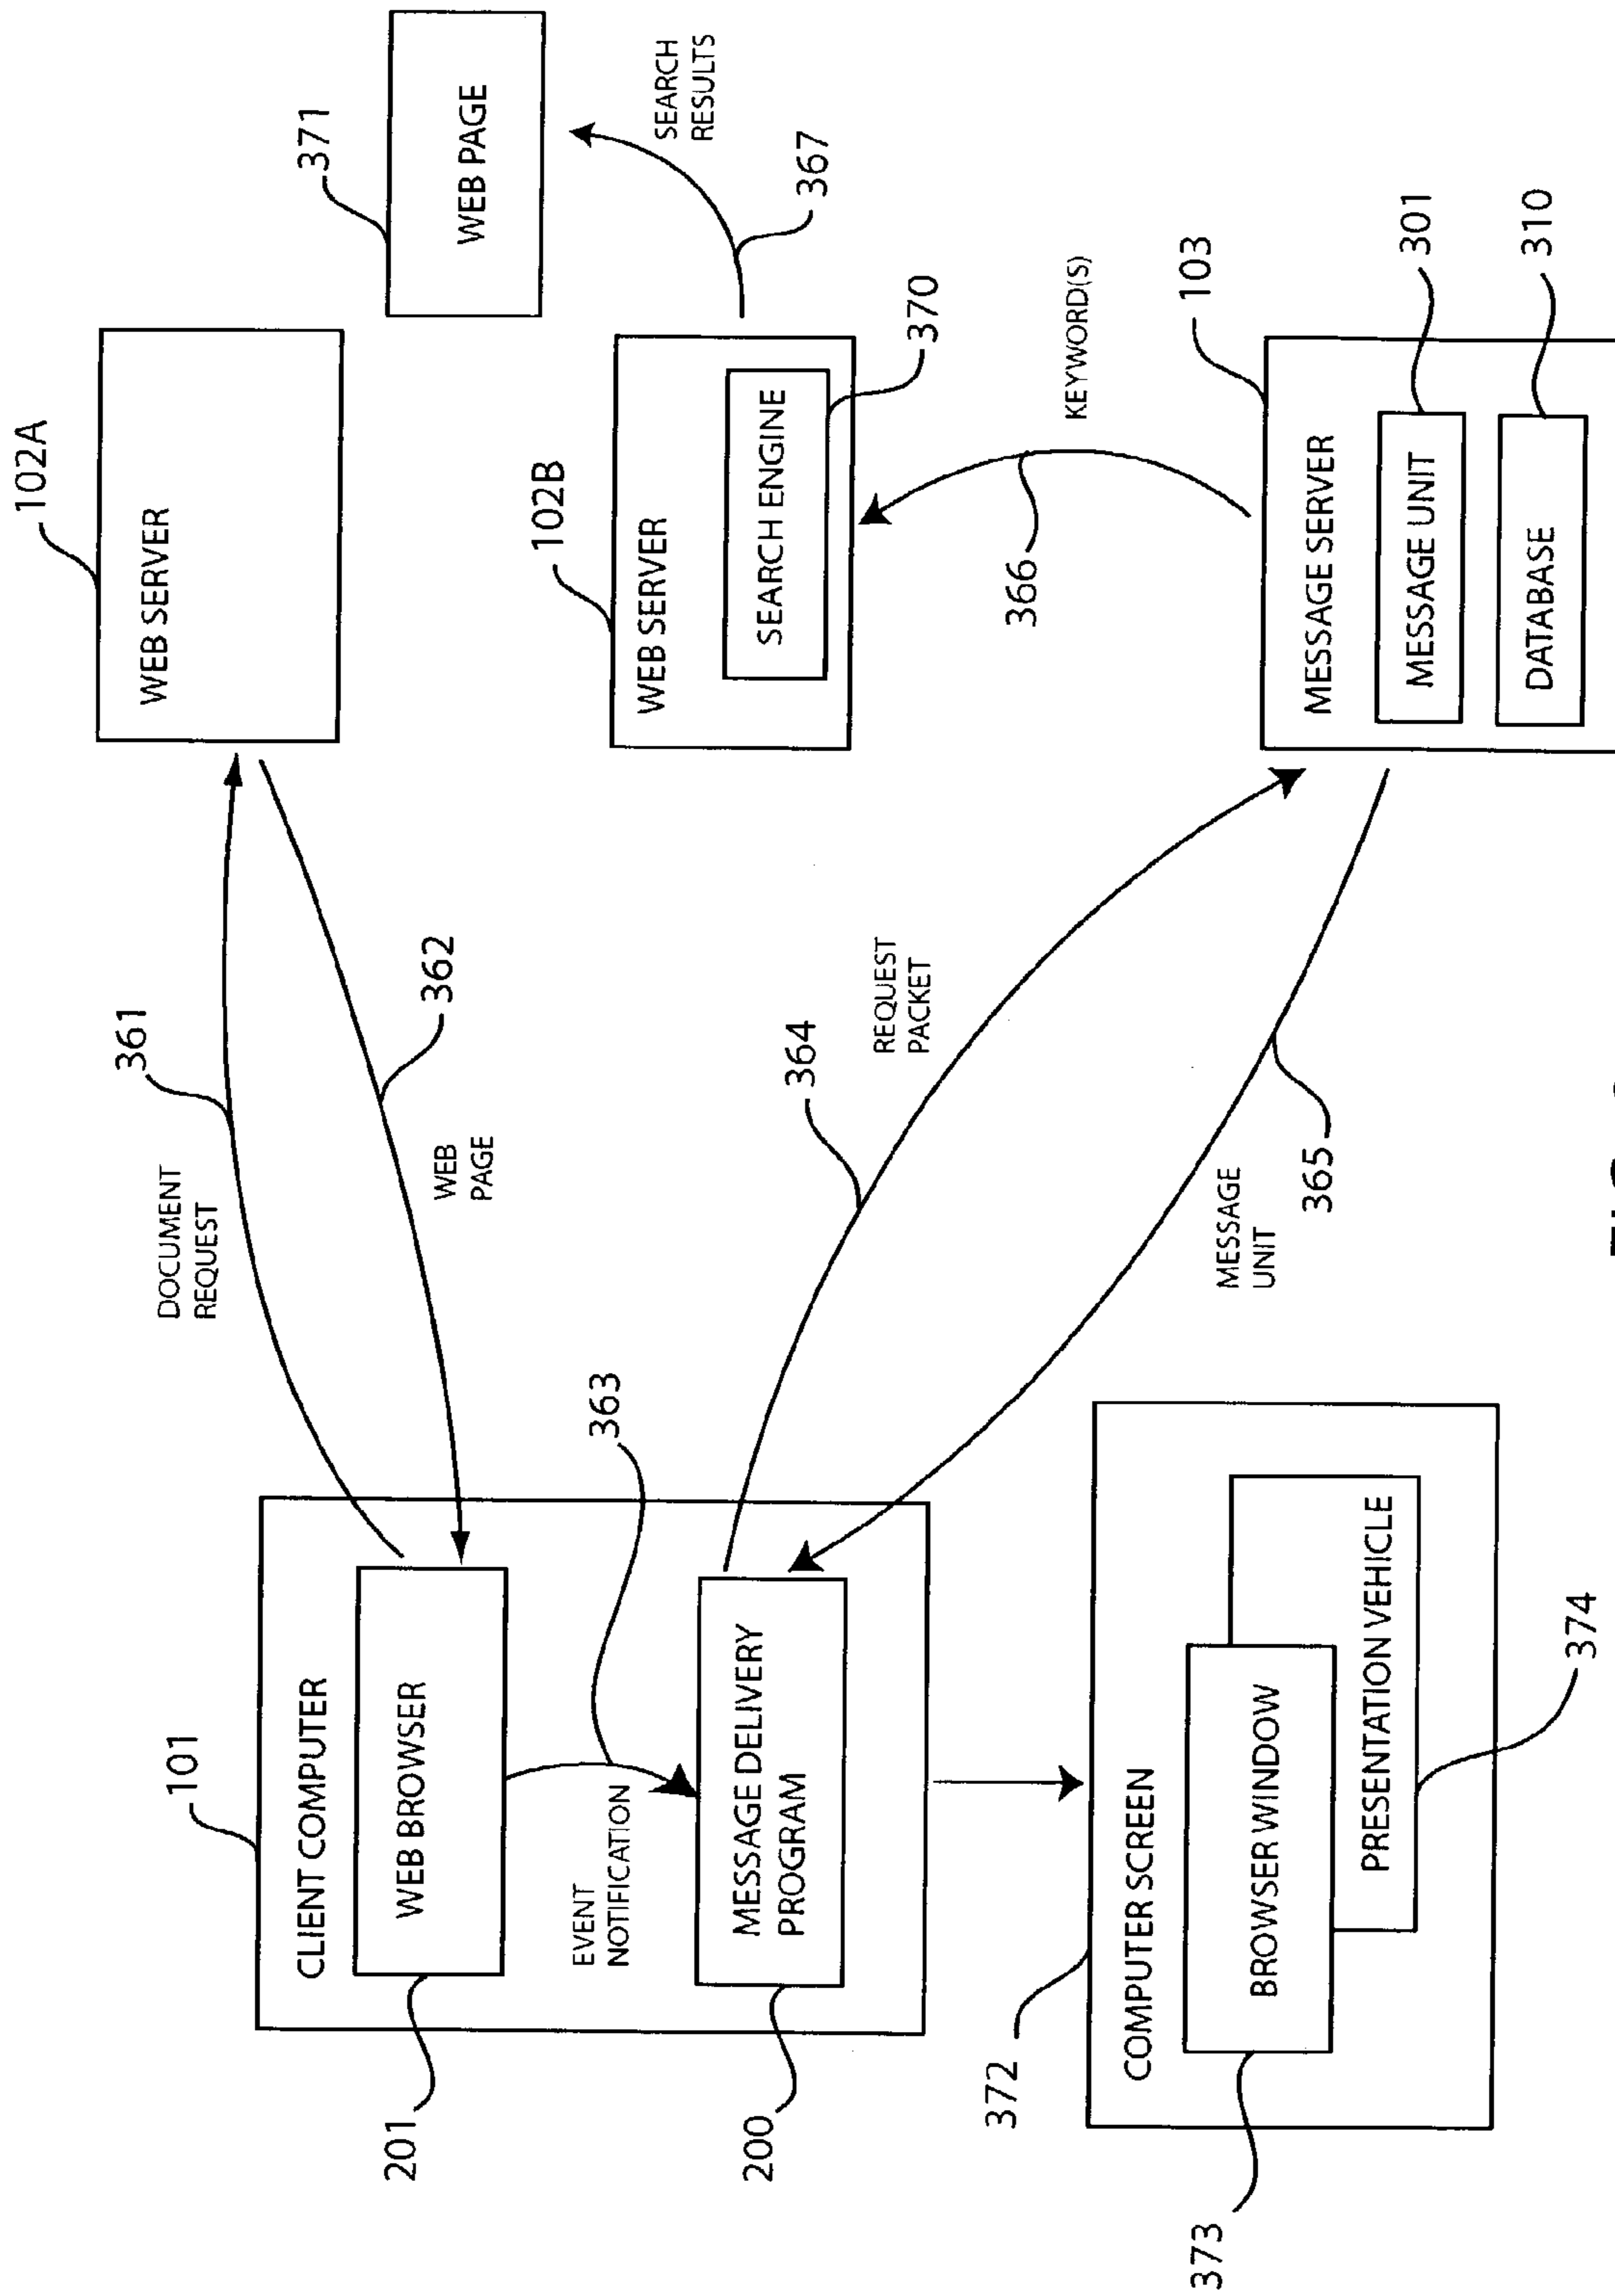 102A
101
361
371
CLIENT COMPUTER
DOCUMENT
REQUEST
WEB SERVER
WEB PAGE
201
WEB BROWSER
362
WEB
PAGE
102B
SEARCH
RESULTS
EVENT
NOTIFICATION
363
WEB SERVER
200
MESSAGE DELIVERY
PROGRAM
364
SEARCH ENGINE
367
REQUEST
PACKET
370
372
366
KEYWORD(S)
COMPUTER SCREEN
103
373
BROWSER WINDOW
MESSAGE
UNIT
365
MESSAGE SERVER
PRESENTATION VEHICLE
MESSAGE UNIT
301
374
DATABASE
310